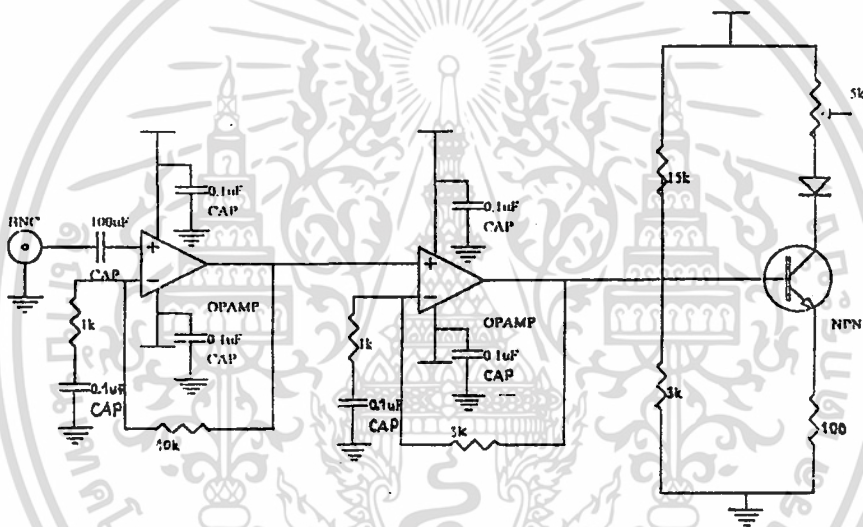 BNC
100uF
CAP
0.1uF
CAP
OPAMP
0.1uF
CAP
1k
0.1uF
CAP
10k
0.1uF
CAP
OPAMP
0.1uF
CAP
1k
0.1uF
CAP
3k
15k
3k
5k
NPN
100